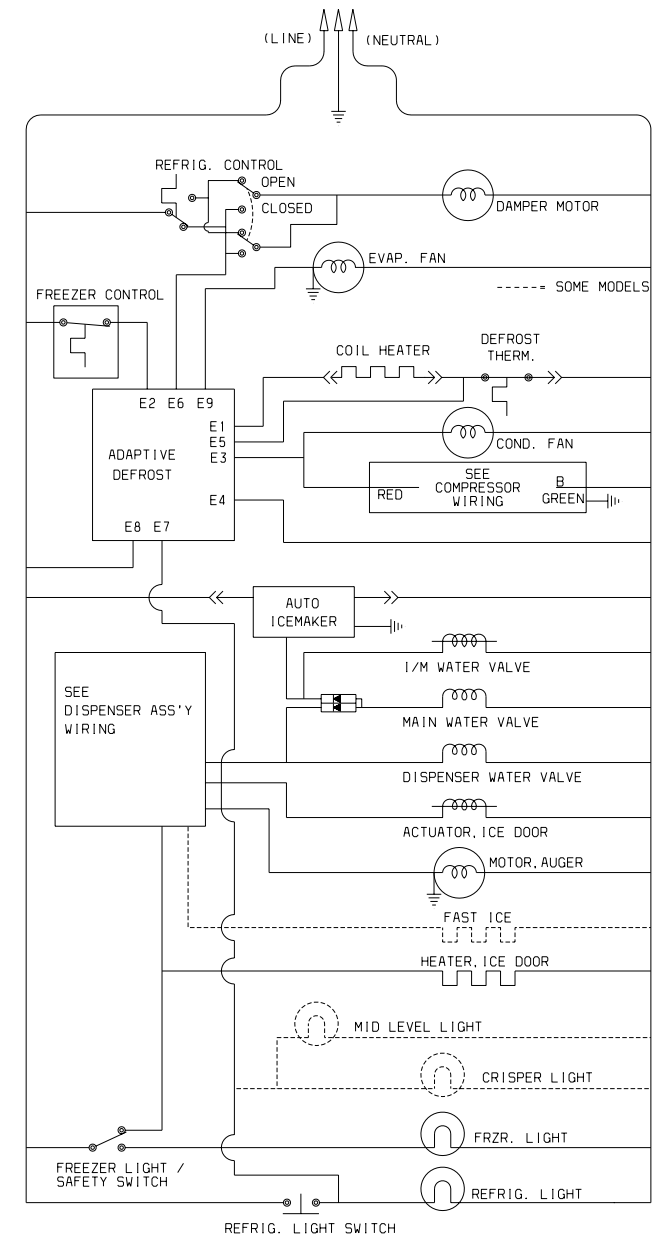 (LINE)
(NEUTRAL)
REFRIG. CONTROL
OPEN
CLOSED
DAMPER MOTOR
EVAP. FAN
-----= SOME MODELS
FREEZER CONTROL
COIL HEATER
DEFROST
THERM.
E2 E6 E9
E1
E5
E3
E4
ADAPTIVE
DEFROST
E8 E7
COND. FAN
SEE
COMPRESSOR
WIRING
RED
B
GREEN
AUTO
ICEMAKER
I/M WATER VALVE
SEE
DISPENSER ASS'Y
WIRING
MAIN WATER VALVE
DISPENSER WATER VALVE
ACTUATOR, ICE DOOR
MOTOR, AUGER
FAST ICE
HEATER, ICE DOOR
MID LEVEL LIGHT
CRISPER LIGHT
FRZR. LIGHT
FREEZER LIGHT /
SAFETY SWITCH
REFRIG. LIGHT
REFRIG. LIGHT SWITCH